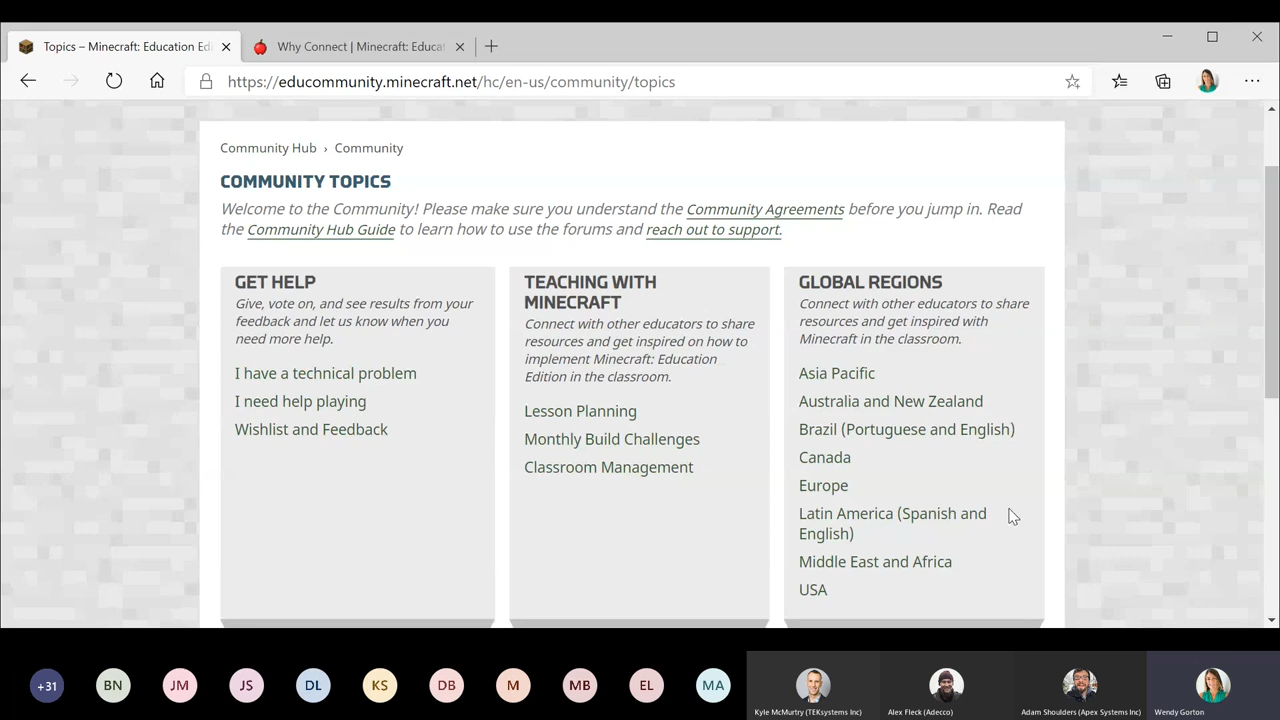 Topics – Minecraft: Education Edi
Why Connect | Minecraft: Educat
https://educommunity.minecraft.net/hc/en-us/community/topics
Community Hub › Community
COMMUNITY TOPICS
Welcome to the Community! Please make sure you understand the Community Agreements before you jump in. Read
the Community Hub Guide to learn how to use the forums and reach out to support.
GET HELP
Give, vote on, and see results from your
feedback and let us know when you
need more help.
I have a technical problem
I need help playing
Wishlist and Feedback
TEACHING WITH
MINECRAFT
Connect with other educators to share
resources and get inspired on how to
implement Minecraft: Education
Edition in the classroom.
Lesson Planning
Monthly Build Challenges
Classroom Management
GLOBAL REGIONS
Connect with other educators to share
resources and get inspired with
Minecraft in the classroom.
Asia Pacific
Australia and New Zealand
Brazil (Portuguese and English)
Canada
Europe
Latin America (Spanish and
English)
Middle East and Africa
USA
+31
BN
JM
JS
DL
KS
DB
M
MB
EL
MA
Kyle McMurtry (TEKsystems Inc)
Alex Fleck (Adecco)
Adam Shoulders (Apex Systems Inc)
Wendy Gorton